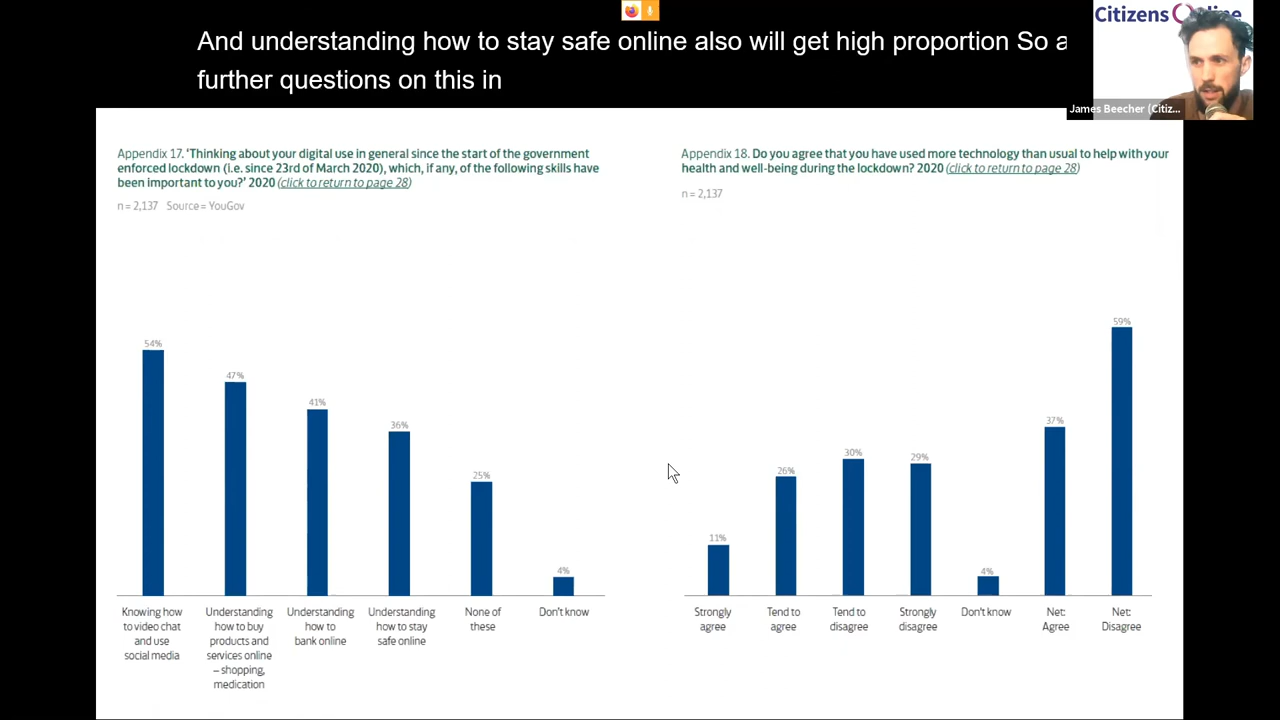 And understanding how to stay safe online also will get high proportion So a
further questions on this in
Citizens Online
James Beecher (Citiz...
Appendix 17. ‘Thinking about your digital use in general since the start of the government
enforced lockdown (i.e. since 23rd of March 2020), which, if any, of the following skills have
been important to you?’ 2020 (click to return to page 28)
n = 2,137 Source = YouGov
54%
47%
41%
36%
25%
4%
Knowing how
to video chat
and use
social media
Understanding
how to buy
products and
services online
– shopping,
medication
Understanding
how to
bank online
Understanding
how to stay
safe online
None of
these
Don't know
Appendix 18. Do you agree that you have used more technology than usual to help with your
health and well-being during the lockdown? 2020 (click to return to page 28)
n = 2,137
11%
26%
30%
29%
4%
37%
59%
Strongly
agree
Tend to
agree
Tend to
disagree
Strongly
disagree
Don't know
Net:
Agree
Net:
Disagree